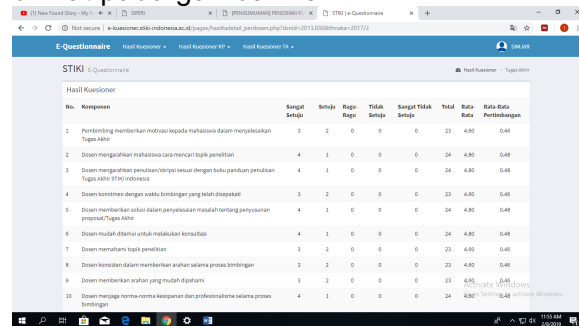 (1) New Found Glory - My F
SIPERI
[PENGUMUMAN] PENGISIAN KU
STIKI | e-Questionnaire
Not secure | e-kuesioner.stiki-indonesia.ac.id/pages/hasiltadetail_perdosen.php?dsnid=2013.030&thnaka=2017/2
E-Questionnaire Hasil Kuesioner Hasil Kuesioner KP Hasil Kuesioner TA SIMJAR
STIKI E-Questionnaire Hasil Kuesioner Tugas Akhir
Hasil Kuesioner
No. Komponen Sangat Setuju Setuju Ragu-Ragu Tidak Setuju Sangat Tidak Setuju Total Rata-Rata Rata-Rata Pertimbangan
1 Pembimbing memberikan motivasi kepada mahasiswa dalam menyelesaikan Tugas Akhir 3 2 0 0 0 23 4.60 0.46
2 Dosen mengarahkan mahasiswa cara mencari topik penelitian 4 1 0 0 0 24 4.80 0.48
3 Dosen mengarahkan penulisan/skripsi sesuai dengan buku panduan penulisan Tugas Akhir STIKI Indonesia 4 1 0 0 0 24 4.80 0.48
4 Dosen komitmen dengan waktu bimbingan yang telah disepakati 3 2 0 0 0 23 4.60 0.46
5 Dosen memberikan solusi dalam penyelesaian masalah tentang penyusunan proposal/Tugas Akhir 4 1 0 0 0 24 4.80 0.48
6 Dosen mudah ditemui untuk melakukan konsultasi 4 1 0 0 0 24 4.80 0.48
7 Dosen memahami topik penelitian 3 2 0 0 0 23 4.60 0.46
8 Dosen konsisten dalam memberikan arahan selama proses bimbingan 3 2 0 0 0 23 4.60 0.46
9 Dosen memberikan arahan yang mudah dipahami 3 2 0 0 0 23 4.60 0.46
10 Dosen menjaga norma-norma kesopanan dan profesionalisme selama proses bimbingan 4 1 0 0 0 24 4.80 0.48
Activate Windows
Go to Settings to activate Windows.
11:55 AM
2/8/2019